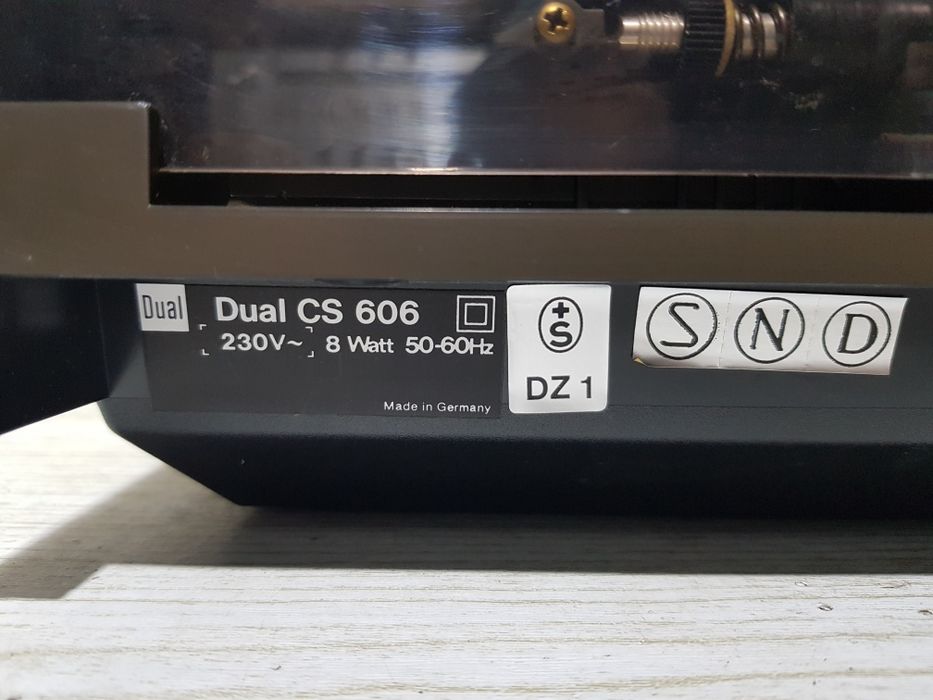 Dual
Dual CS 606
230V~ 8 Watt 50-60Hz
Made in Germany
+S
DZ 1
S N D